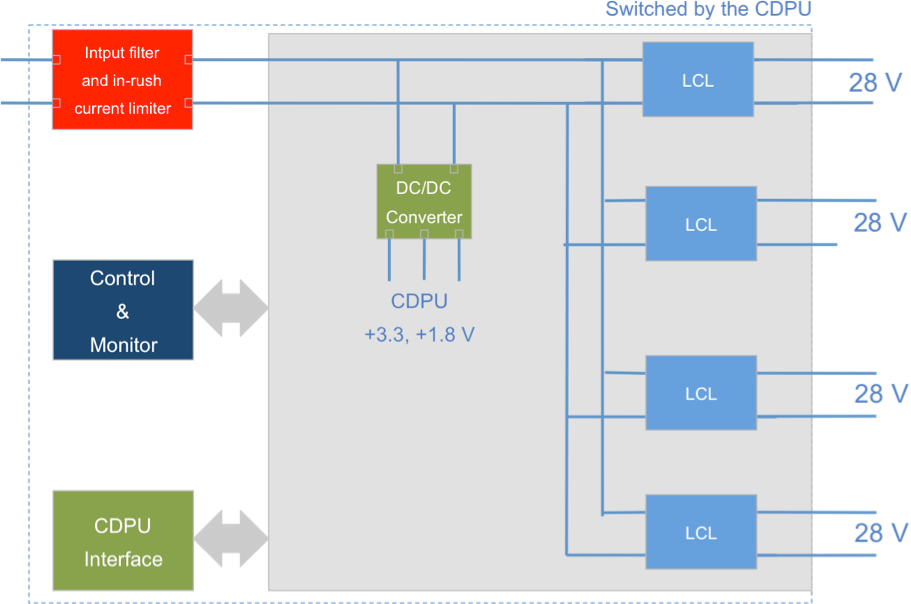 Switched by the CDPU
Intput filter
and in-rush
current limiter
LCL
28 V
DC/DC
Converter
LCL
28 V
Control
&
Monitor
CDPU
+3.3, +1.8 V
LCL
28 V
CDPU
Interface
LCL
28 V